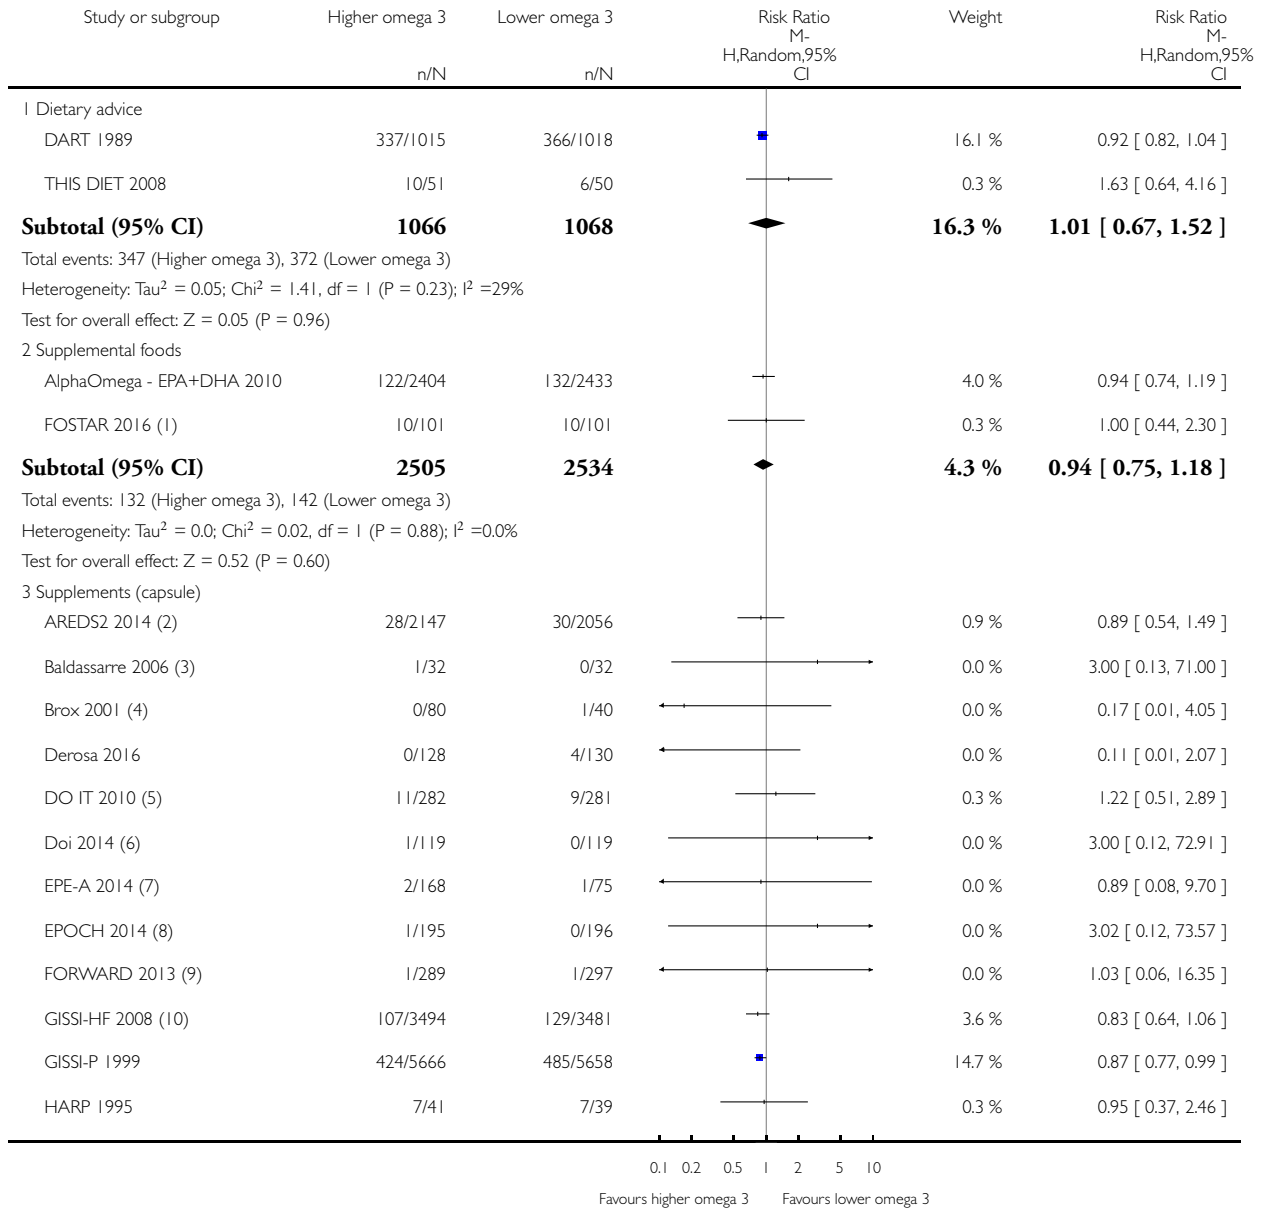 Study or subgroup Higher omega 3 Lower omega 3 Risk Ratio Weight Risk Ratio
M- M-
H,Random,95% H,Random,95%
n/N n/N CI CI
1 Dietary advice
DART 1989 337/1015 366/1018 16.1 % 0.92 [ 0.82, 1.04 ]
THIS DIET 2008 10/51 6/50 0.3 % 1.63 [ 0.64, 4.16 ]
Subtotal (95% CI) 1066 1068 16.3 % 1.01 [ 0.67, 1.52 ]
Total events: 347 (Higher omega 3), 372 (Lower omega 3)
Heterogeneity: Tau² = 0.05; Chi² = 1.41, df = 1 (P = 0.23); I² =29%
Test for overall effect: Z = 0.05 (P = 0.96)
2 Supplemental foods
AlphaOmega - EPA+DHA 2010 122/2404 132/2433 4.0 % 0.94 [ 0.74, 1.19 ]
FOSTAR 2016 (1) 10/101 10/101 0.3 % 1.00 [ 0.44, 2.30 ]
Subtotal (95% CI) 2505 2534 4.3 % 0.94 [ 0.75, 1.18 ]
Total events: 132 (Higher omega 3), 142 (Lower omega 3)
Heterogeneity: Tau² = 0.0; Chi² = 0.02, df = 1 (P = 0.88); I² =0.0%
Test for overall effect: Z = 0.52 (P = 0.60)
3 Supplements (capsule)
AREDS2 2014 (2) 28/2147 30/2056 0.9 % 0.89 [ 0.54, 1.49 ]
Baldassarre 2006 (3) 1/32 0/32 0.0 % 3.00 [ 0.13, 71.00 ]
Brox 2001 (4) 0/80 1/40 0.0 % 0.17 [ 0.01, 4.05 ]
Derosa 2016 0/128 4/130 0.0 % 0.11 [ 0.01, 2.07 ]
DO IT 2010 (5) 11/282 9/281 0.3 % 1.22 [ 0.51, 2.89 ]
Doi 2014 (6) 1/119 0/119 0.0 % 3.00 [ 0.12, 72.91 ]
EPE-A 2014 (7) 2/168 1/75 0.0 % 0.89 [ 0.08, 9.70 ]
EPOCH 2014 (8) 1/195 0/196 0.0 % 3.02 [ 0.12, 73.57 ]
FORWARD 2013 (9) 1/289 1/297 0.0 % 1.03 [ 0.06, 16.35 ]
GISSI-HF 2008 (10) 107/3494 129/3481 3.6 % 0.83 [ 0.64, 1.06 ]
GISSI-P 1999 424/5666 485/5658 14.7 % 0.87 [ 0.77, 0.99 ]
HARP 1995 7/41 7/39 0.3 % 0.95 [ 0.37, 2.46 ]
0.1 0.2 0.5 1 2 5 10
Favours higher omega 3 Favours lower omega 3